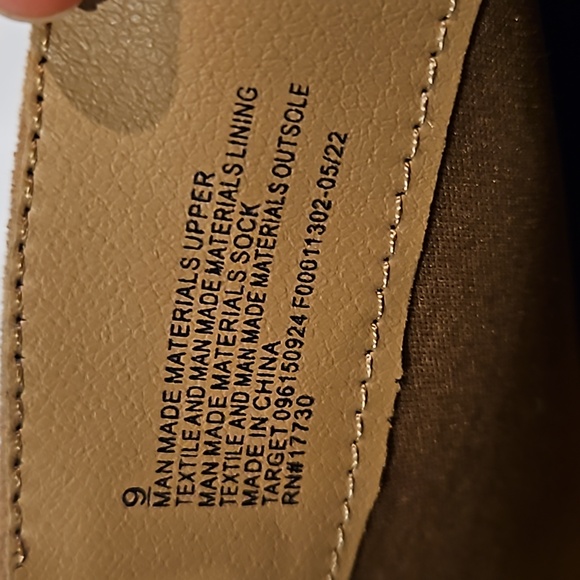 9
MAN MADE MATERIALS UPPER
TEXTILE AND MAN MADE MATERIALS LINING
MAN MADE MATERIALS SOCK
TEXTILE AND MAN MADE MATERIALS OUTSOLE
MADE IN CHINA
TARGET 096150924 F00011302-05/22
RN#17730